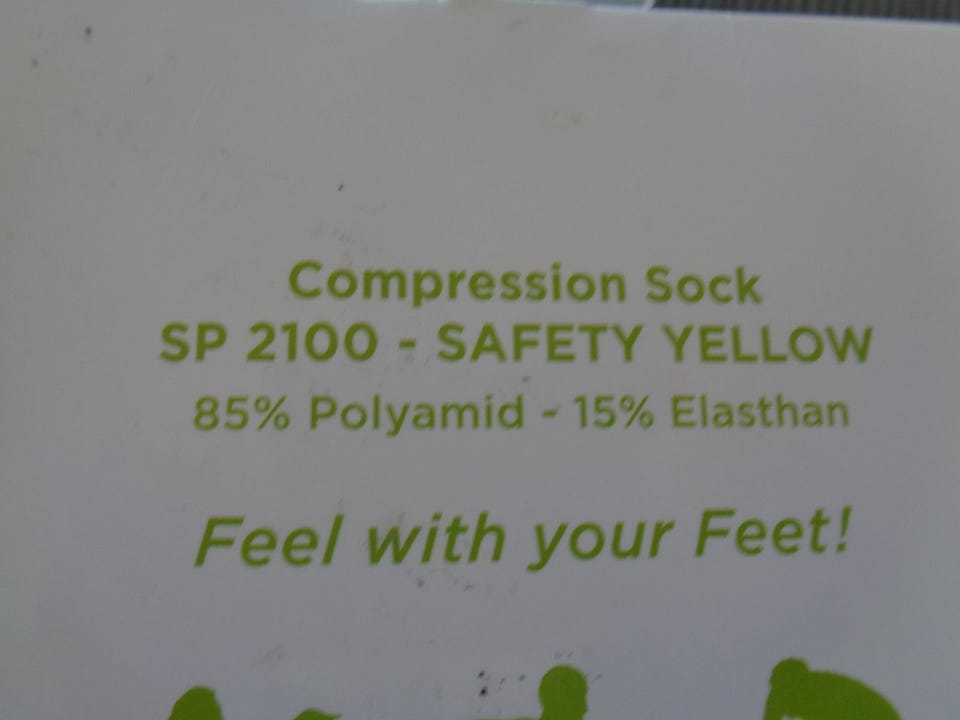 Compression Sock
SP 2100 - SAFETY YELLOW
85% Polyamid - 15% Elasthan
Feel with your Feet!